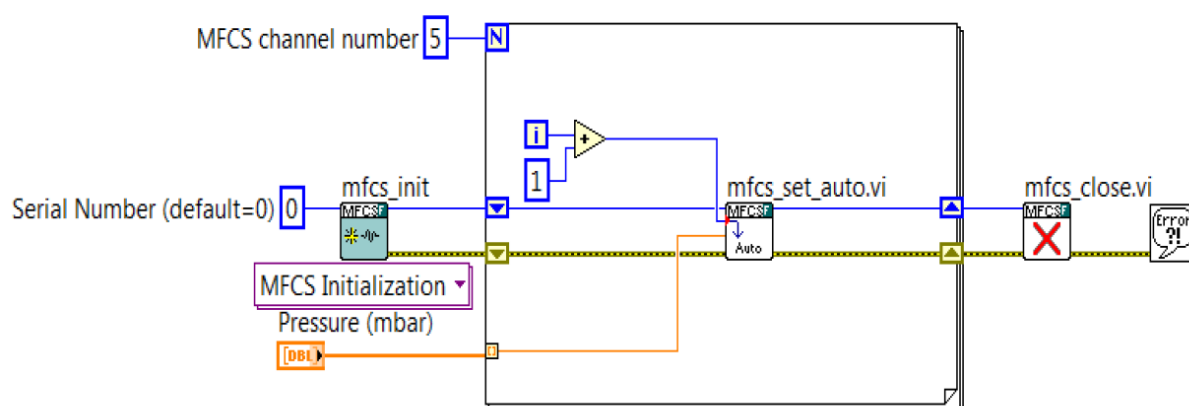 MFCS channel number 5
N
i
1
mfcs_init
mfcs_set_auto.vi
mfcs_close.vi
Serial Number (default=0) 0
MFCS
MFCS
Auto
MFCS
Error
?!
MFCS Initialization
Pressure (mbar)
[DBL]